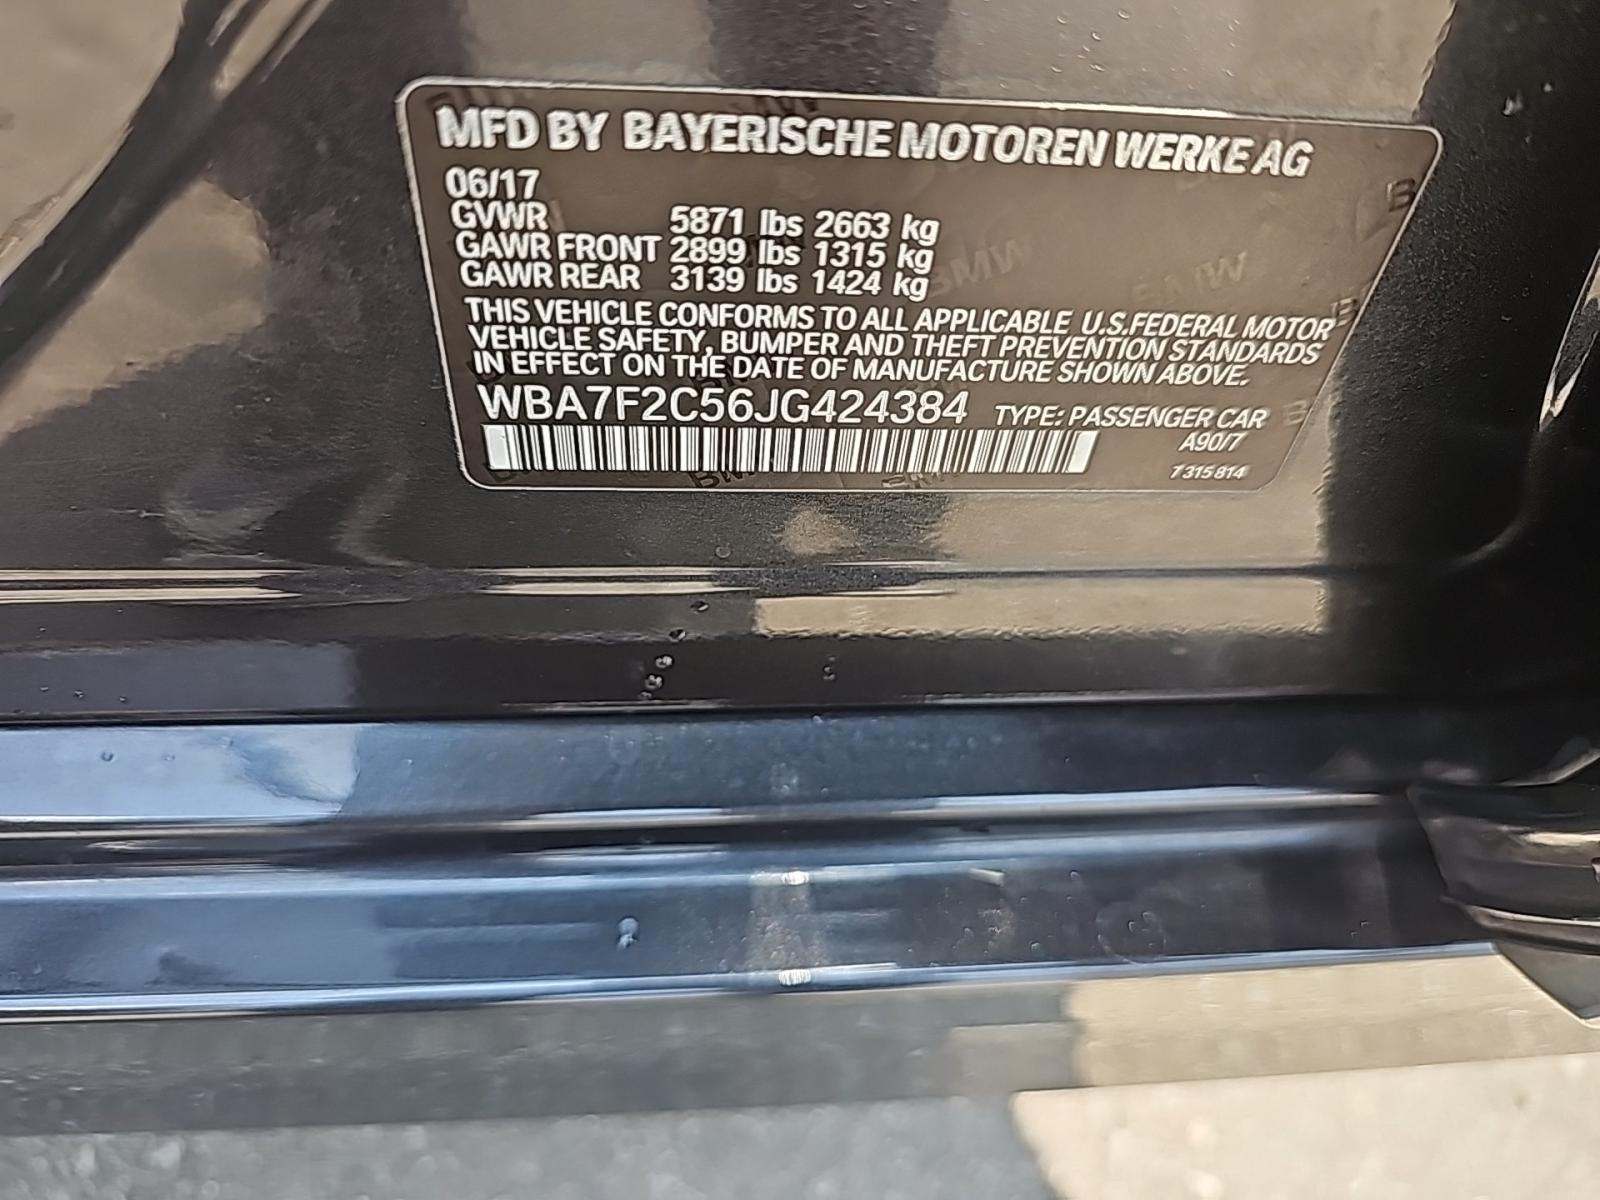 MFD BY BAYERISCHE MOTOREN WERKE AG
06/17
GVWR 5871 lbs 2663 kg
GAWR FRONT 2899 lbs 1315 kg
GAWR REAR 3139 lbs 1424 kg
THIS VEHICLE CONFORMS TO ALL APPLICABLE U.S.FEDERAL MOTOR
VEHICLE SAFETY, BUMPER AND THEFT PREVENTION STANDARDS
IN EFFECT ON THE DATE OF MANUFACTURE SHOWN ABOVE.
WBA7F2C56JG424384 TYPE: PASSENGER CAR
A90/7
7 315 814
BMW
BMW